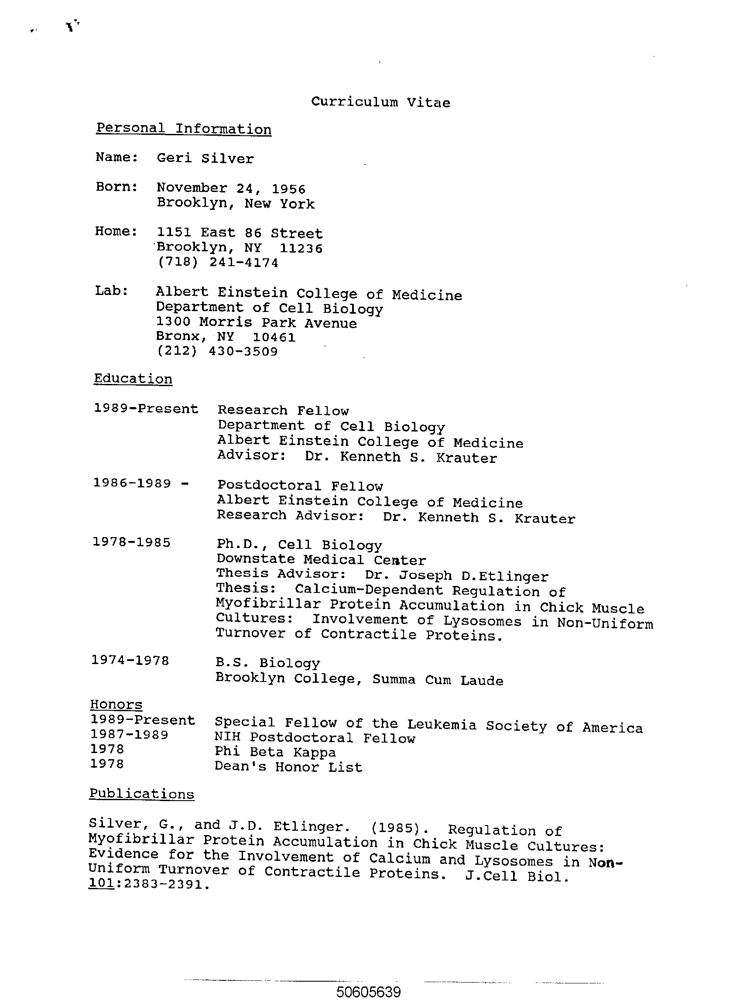 Curriculum Vitae
Personal Information
Name: Geri Silver
Born: November 24, 1956
Brooklyn, New York
Home: 1151 East 86 Street
Brooklyn, NY 11236
(718) 241-4174
Lab: Albert Einstein College of Medicine
Department of Cell Biology
1300 Morris Park Avenue
Bronx, NY 10461
(212) 430-3509
Education
1989-Present Research Fellow
Department of Cell Biology
Albert Einstein College of Medicine
Advisor: Dr. Kenneth S. Krauter
1986-1989 - Postdoctoral Fellow
Albert Einstein College of Medicine
Research Advisor: Dr. Kenneth S. Krauter
1978-1985 Ph.D., Cell Biology
Downstate Medical Center
Thesis Advisor: Dr. Joseph D.Etlinger
Thesis: Calcium-Dependent Regulation of
Myofibrillar Protein Accumulation in Chick Muscle
Cultures: Involvement of Lysosomes in Non-Uniform
Turnover of Contractile Proteins.
1974-1978 B.S. Biology
Brooklyn College, Summa Cum Laude
Honors
1989-Present Special Fellow of the Leukemia Society of America
1987-1989 NIH Postdoctoral Fellow
1978 Phi Beta Kappa
1978 Dean's Honor List
Publications
Silver, G., and J.D. Etlinger. (1985). Regulation of
Myofibrillar Protein Accumulation in Chick Muscle Cultures:
Evidence for the Involvement of Calcium and Lysosomes in Non-
Uniform Turnover of Contractile Proteins. J.Cell Biol.
101:2383-2391.
50605639